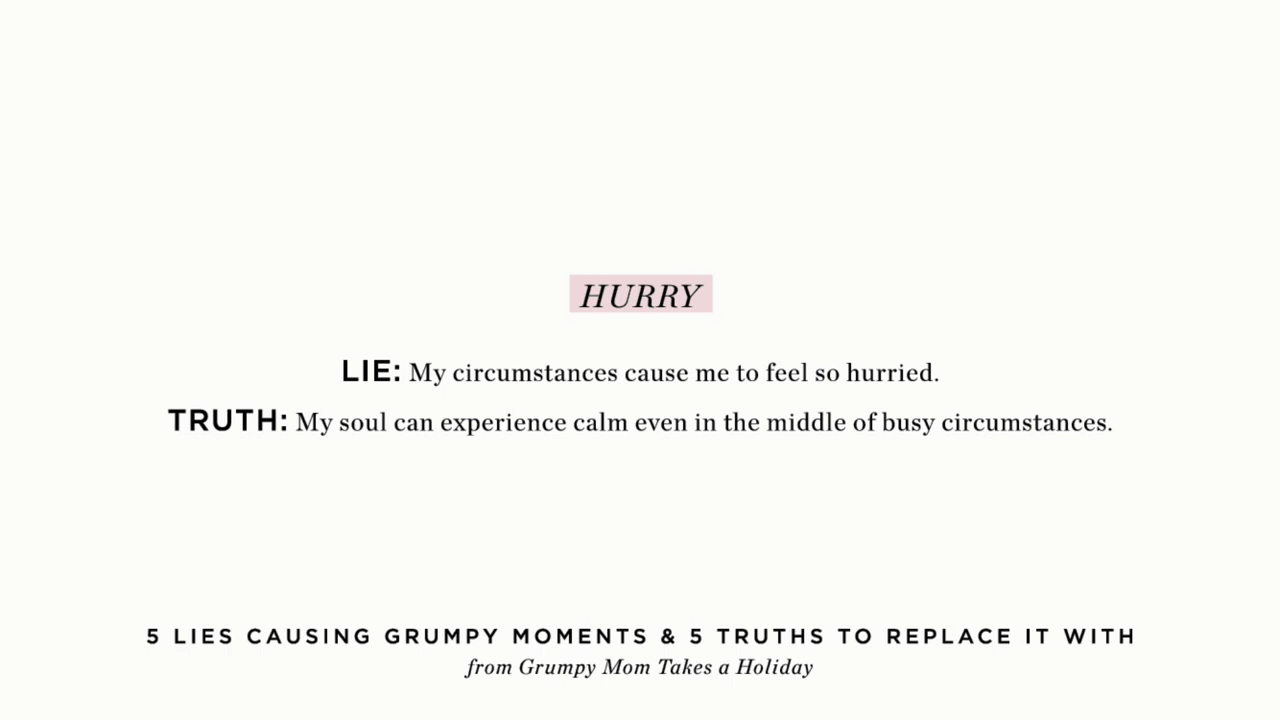 HURRY
LIE: My circumstances cause me to feel so hurried.
TRUTH: My soul can experience calm even in the middle of busy circumstances.
5 LIES CAUSING GRUMPY MOMENTS & 5 TRUTHS TO REPLACE IT WITH
from Grumpy Mom Takes a Holiday